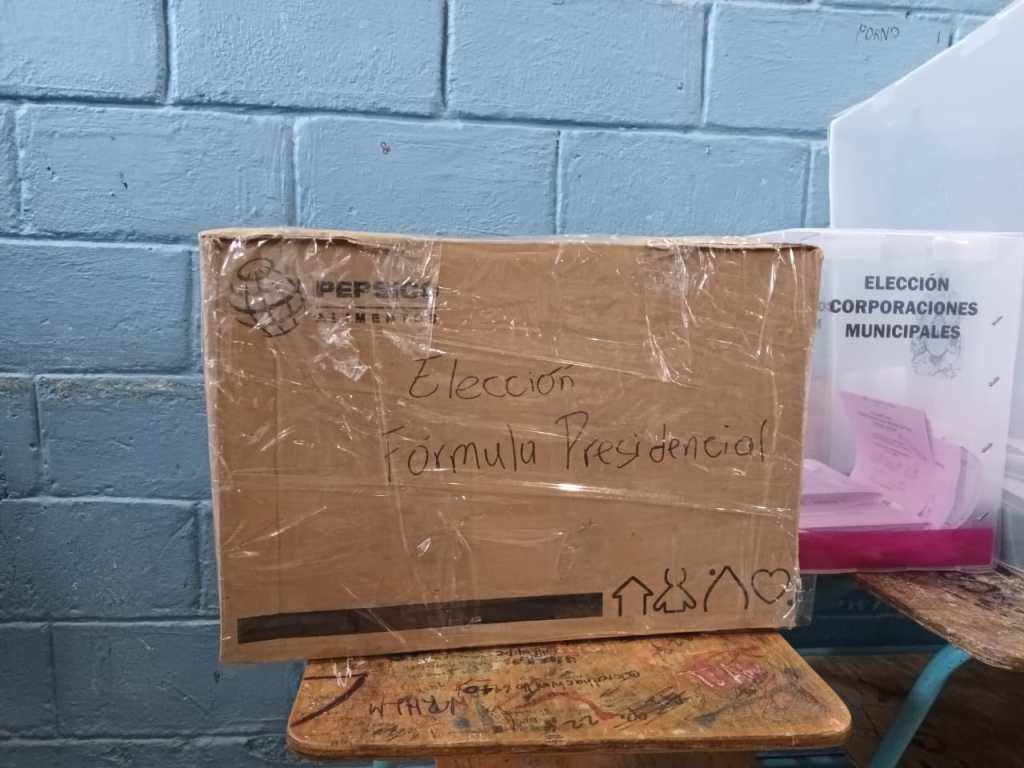 PORNO
PEPSICO
ALIMENTOS
Elección
Fórmula Presidencial
ELECCIÓN
CORPORACIONES
MUNICIPALES